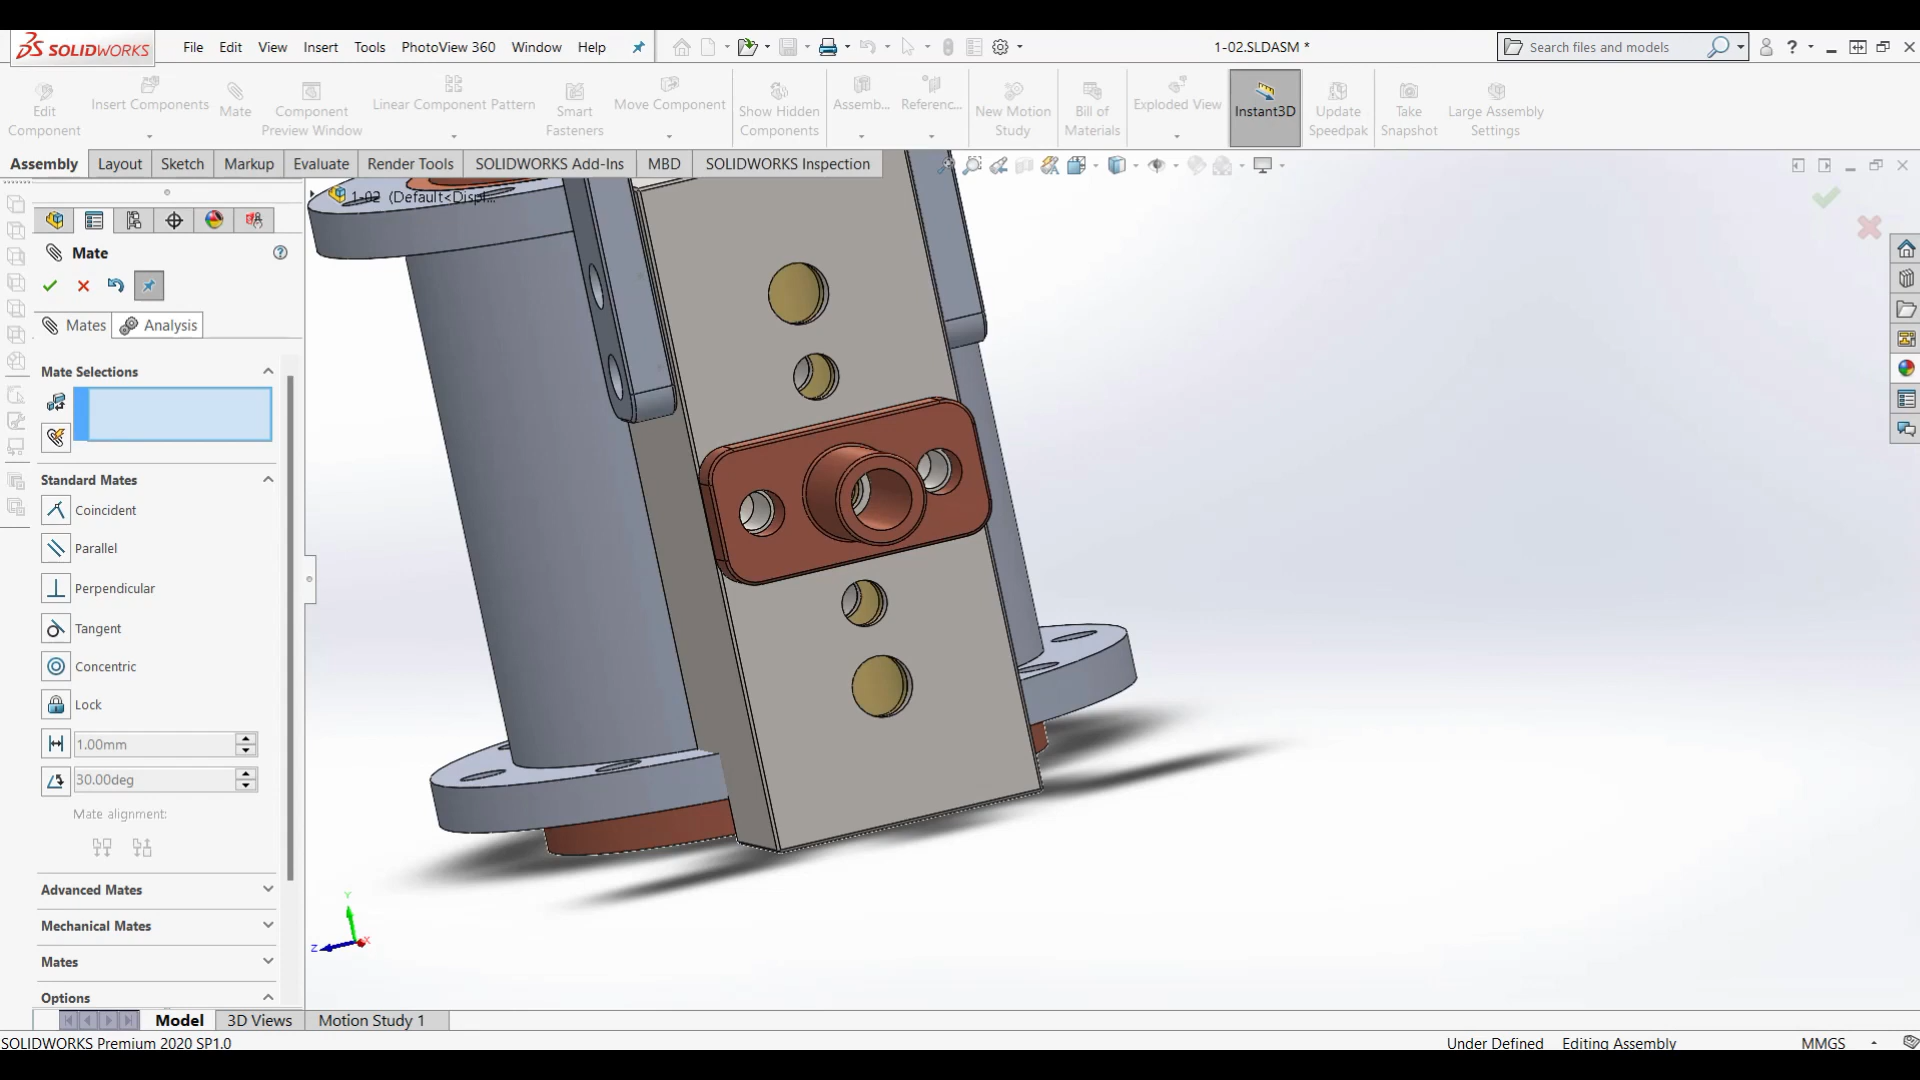 SOLIDWORKS
File Edit View Insert Tools PhotoView 360 Window Help
1-02.SLDASM *
Search files and models
Edit Component
Insert Components
Mate
Component Preview Window
Linear Component Pattern
Smart Fasteners
Move Component
Show Hidden Components
Assemb...
Referenc...
New Motion Study
Bill of Materials
Exploded View
Instant3D
Update Speedpak
Take Snapshot
Large Assembly Settings
Assembly Layout Sketch Markup Evaluate Render Tools SOLIDWORKS Add-Ins MBD SOLIDWORKS Inspection
1-02 (Default<Displ...
Mate
Mates Analysis
Mate Selections
Standard Mates
Coincident
Parallel
Perpendicular
Tangent
Concentric
Lock
1.00mm
30.00deg
Mate alignment:
Advanced Mates
Mechanical Mates
Mates
Options
Y
Z
X
Model 3D Views Motion Study 1
SOLIDWORKS Premium 2020 SP1.0
Under Defined Editing Assembly MMGS